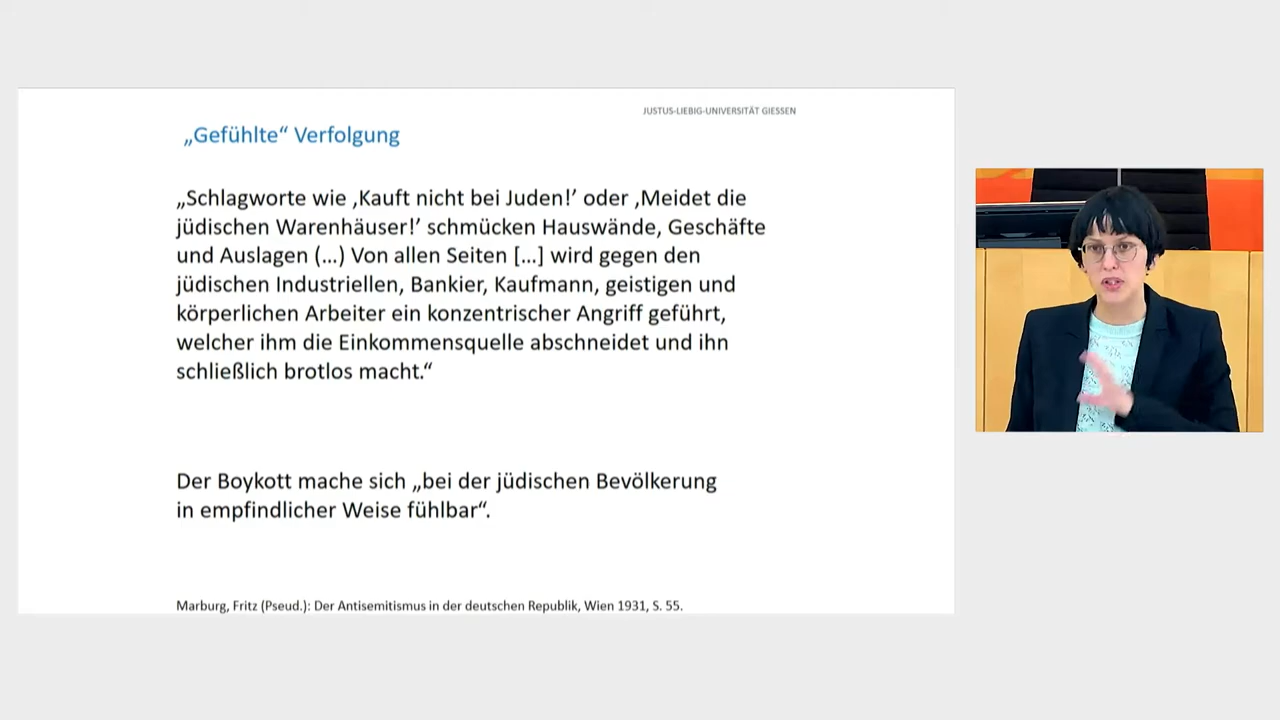 JUSTUS-LIEBIG-UNIVERSITÄT GIESSEN
„Gefühlte“ Verfolgung
„Schlagworte wie ‚Kauft nicht bei Juden!’ oder ‚Meidet die
jüdischen Warenhäuser!’ schmücken Hauswände, Geschäfte
und Auslagen (…) Von allen Seiten […] wird gegen den
jüdischen Industriellen, Bankier, Kaufmann, geistigen und
körperlichen Arbeiter ein konzentrischer Angriff geführt,
welcher ihm die Einkommensquelle abschneidet und ihn
schließlich brotlos macht.“
Der Boykott mache sich „bei der jüdischen Bevölkerung
in empfindlicher Weise fühlbar“.
Marburg, Fritz (Pseud.): Der Antisemitismus in der deutschen Republik, Wien 1931, S. 55.